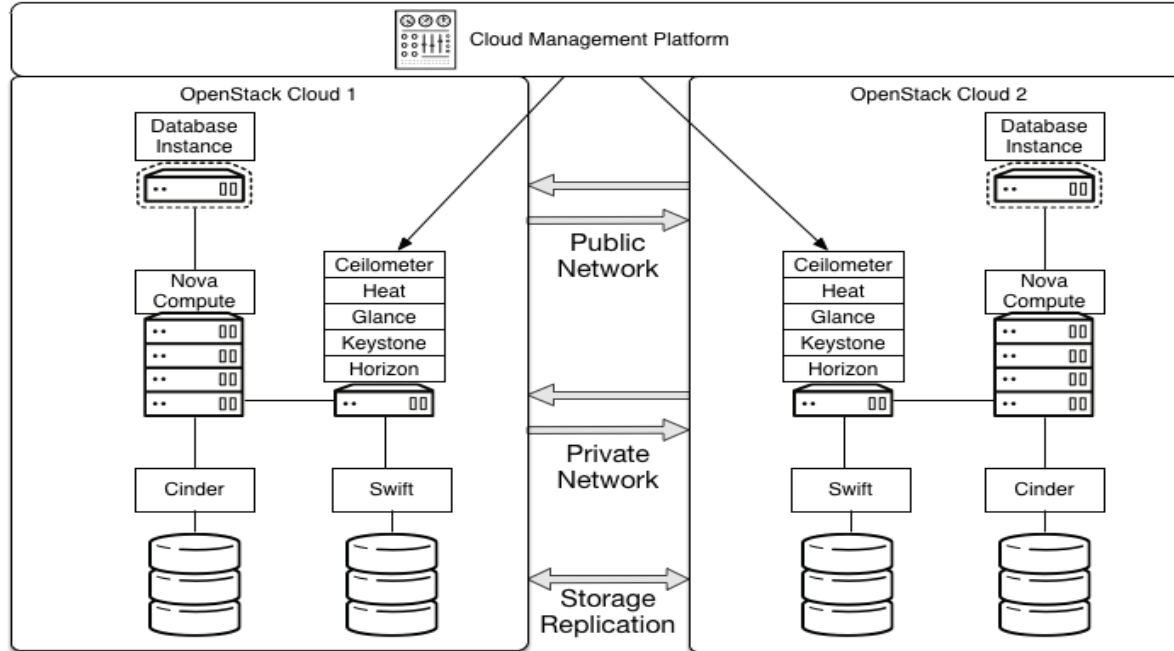 Cloud Management Platform
OpenStack Cloud 1
Database
Instance
Nova
Compute
Ceilometer
Heat
Glance
Keystone
Horizon
Cinder
Swift
Public
Network
Private
Network
Storage
Replication
OpenStack Cloud 2
Database
Instance
Ceilometer
Heat
Glance
Keystone
Horizon
Nova
Compute
Swift
Cinder